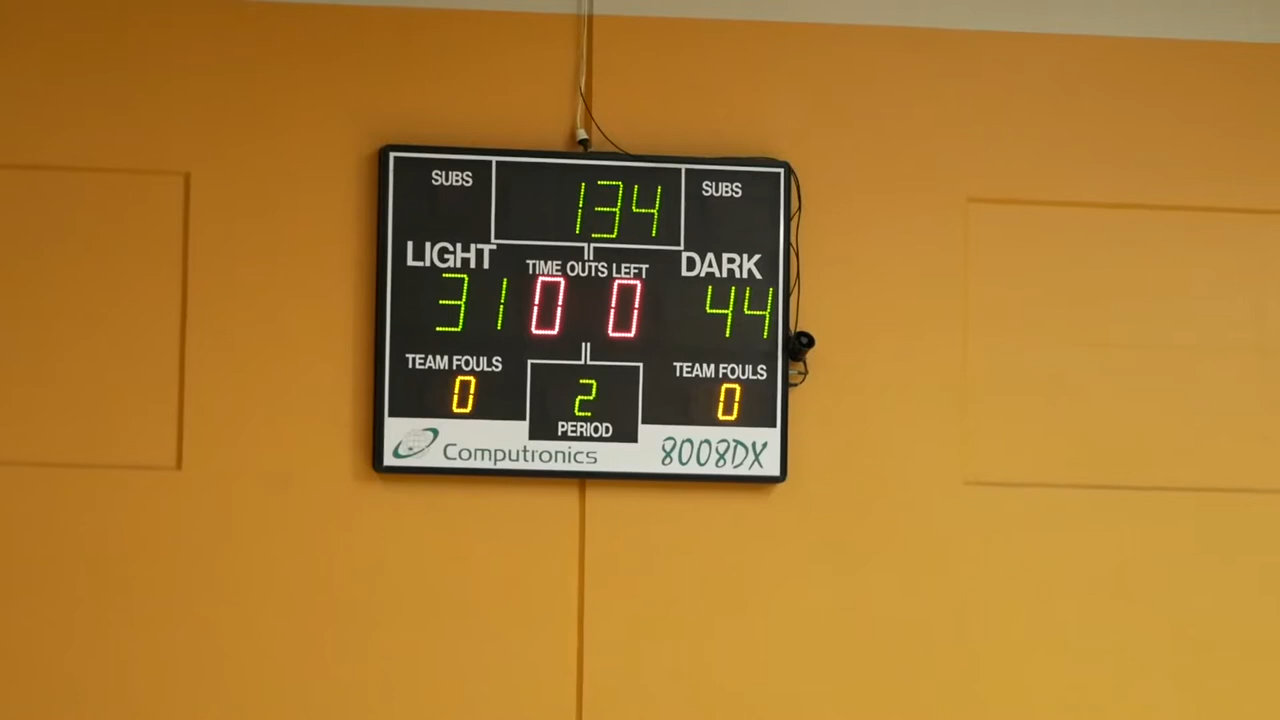 SUBS 134 SUBS
LIGHT TIME OUTS LEFT DARK
31 0 0 44
TEAM FOULS TEAM FOULS
0 2 0
PERIOD
Computronics 8008DX